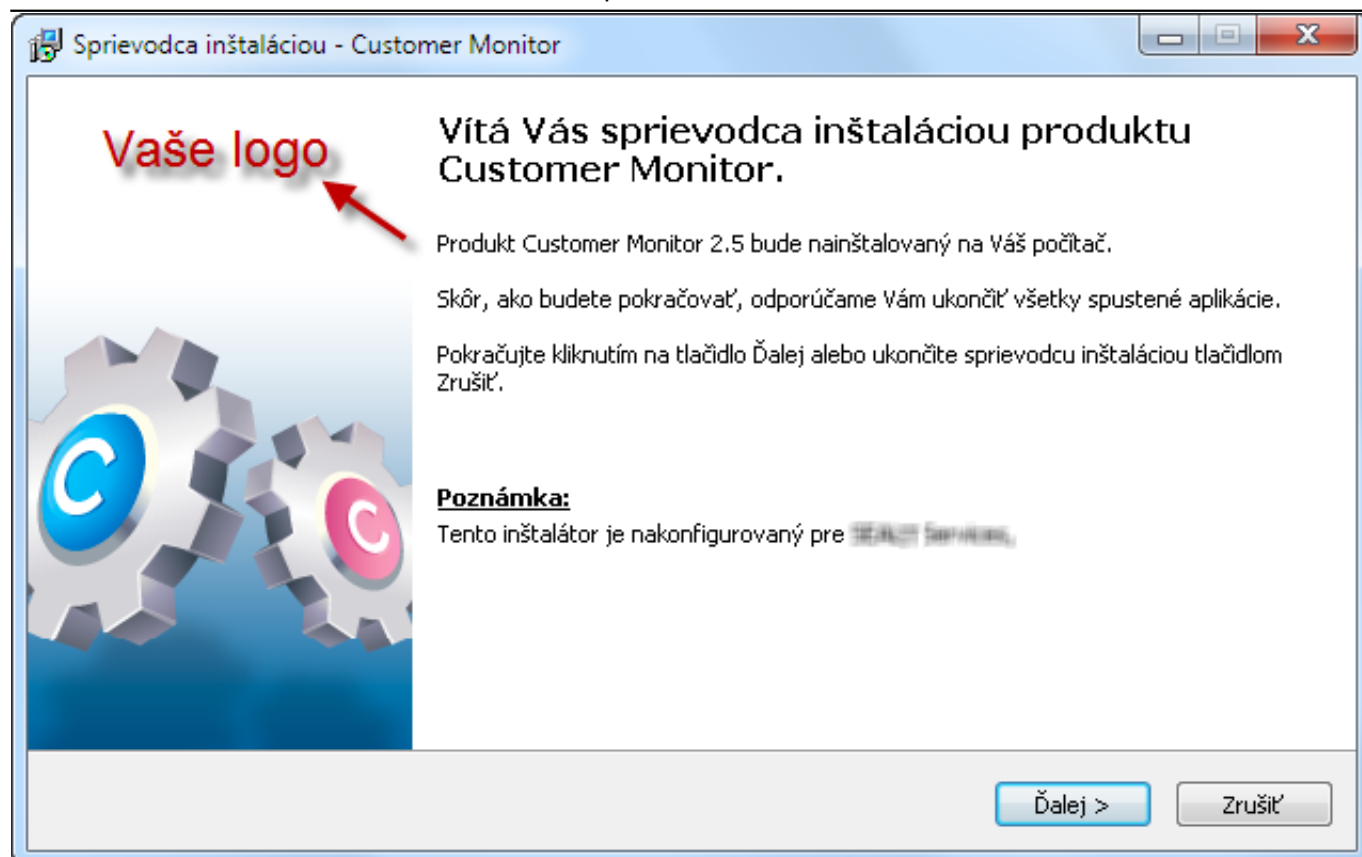 Sprievodca inštaláciou - Customer Monitor
Vaše logo
Vítá Vás sprievodca inštaláciou produktu
Customer Monitor.
Produkt Customer Monitor 2.5 bude nainštalovaný na Váš počítač.
Skôr, ako budete pokračovať, odporúčame Vám ukončiť všetky spustené aplikácie.
Pokračujte kliknutím na tlačidlo Ďalej alebo ukončite sprievodcu inštaláciou tlačidlom
Zrušiť.
C
C
Poznámka:
Tento inštalátor je nakonfigurovaný pre
Ďalej >
Zrušiť